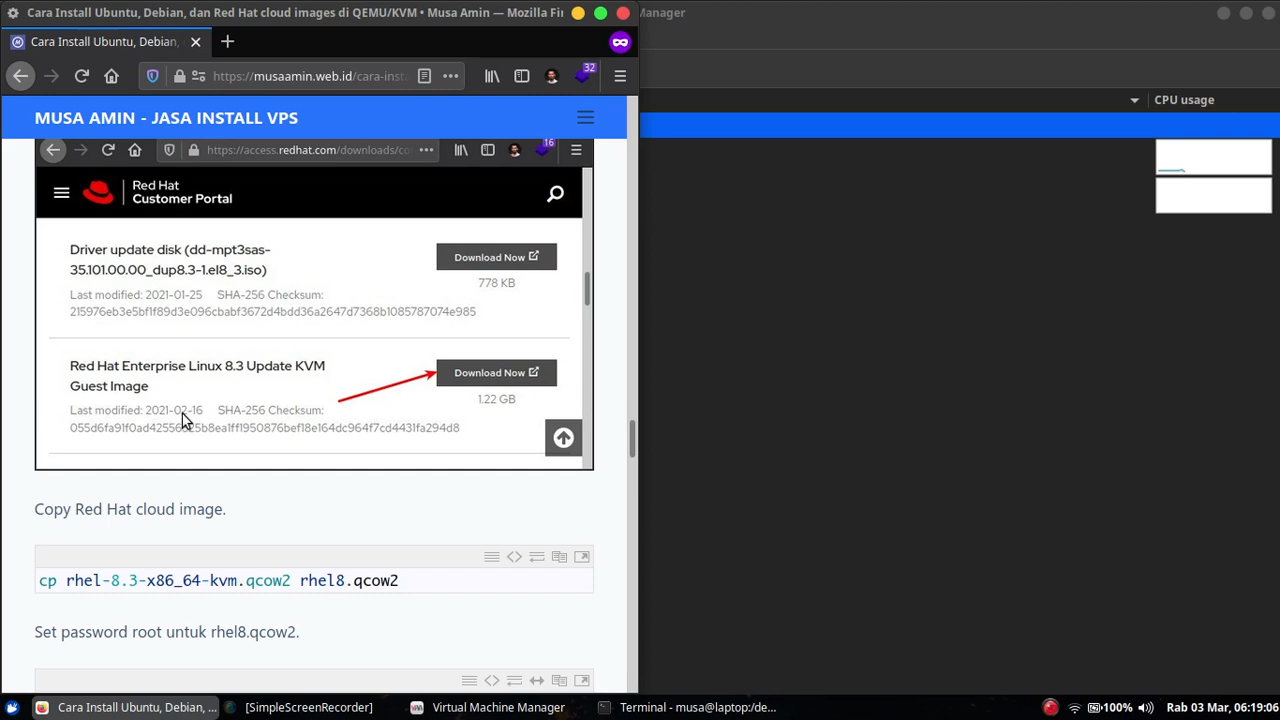 Cara Install Ubuntu, Debian, dan Red Hat cloud images di QEMU/KVM • Musa Amin — Mozilla Fi
Manager
Cara Install Ubuntu, Debian,
32
https://musaamin.web.id/cara-inst
CPU usage
MUSA AMIN - JASA INSTALL VPS
https://access.redhat.com/downloads/co
16
Red Hat
Customer Portal
Driver update disk (dd-mpt3sas-
35.101.00.00_dup8.3-1.el8_3.iso)
Download Now
778 KB
Last modified: 2021-01-25 SHA-256 Checksum:
215976eb3e5bf1f89d3e096cbabf3672d4bdd36a2647d7368b1085787074e985
Red Hat Enterprise Linux 8.3 Update KVM
Guest Image
Download Now
1.22 GB
Last modified: 2021-02-16 SHA-256 Checksum:
Copy Red Hat cloud image.
cp rhel-8.3-x86_64-kvm.qcow2 rhel8.qcow2
Set password root untuk rhel8.qcow2.
Cara Install Ubuntu, Debian, ...
[SimpleScreenRecorder]
Virtual Machine Manager
Terminal - musa@laptop:/de...
100%
Rab 03 Mar, 06:19:06